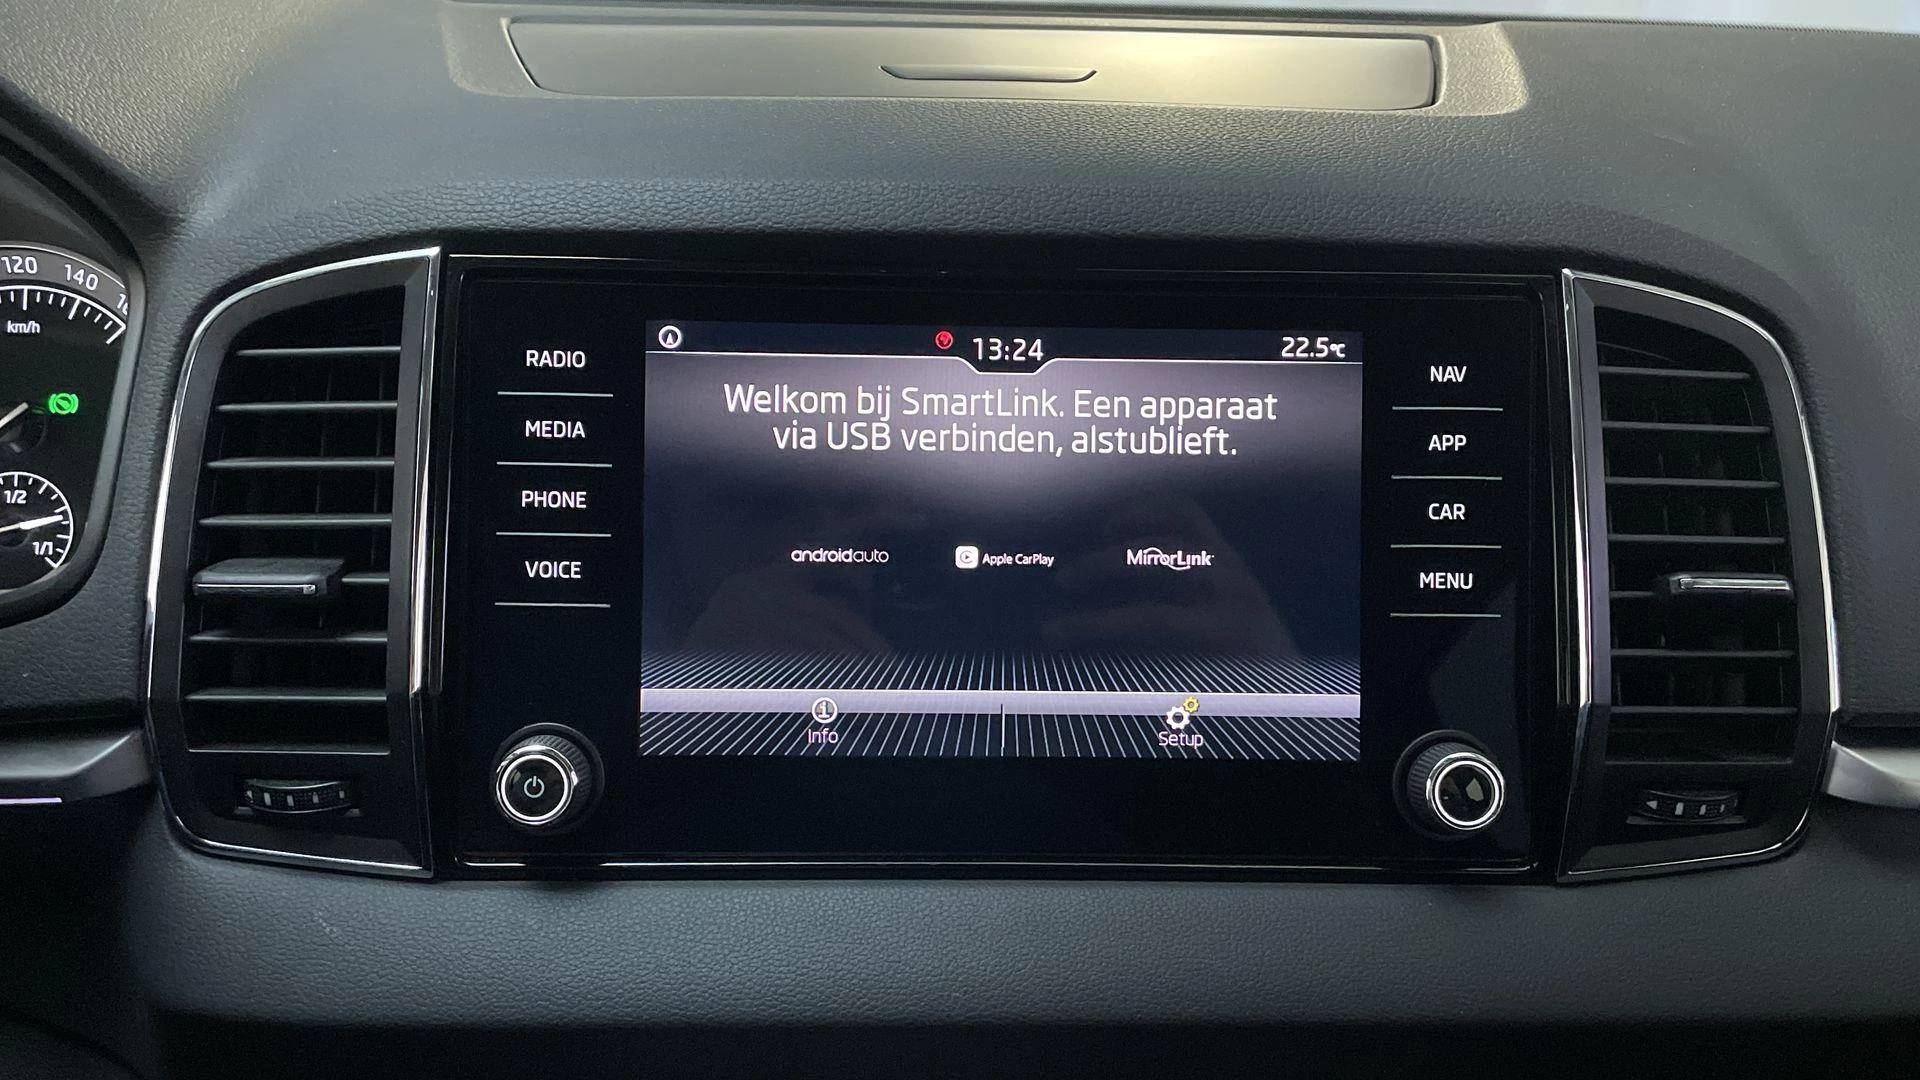 120
140
km/h
1/2
1/1
RADIO
MEDIA
PHONE
VOICE
13:24
22.5°C
Welkom bij SmartLink. Een apparaat
via USB verbinden, alstublieft.
androidauto
Apple CarPlay
MirrorLink
Info
Setup
NAV
APP
CAR
MENU